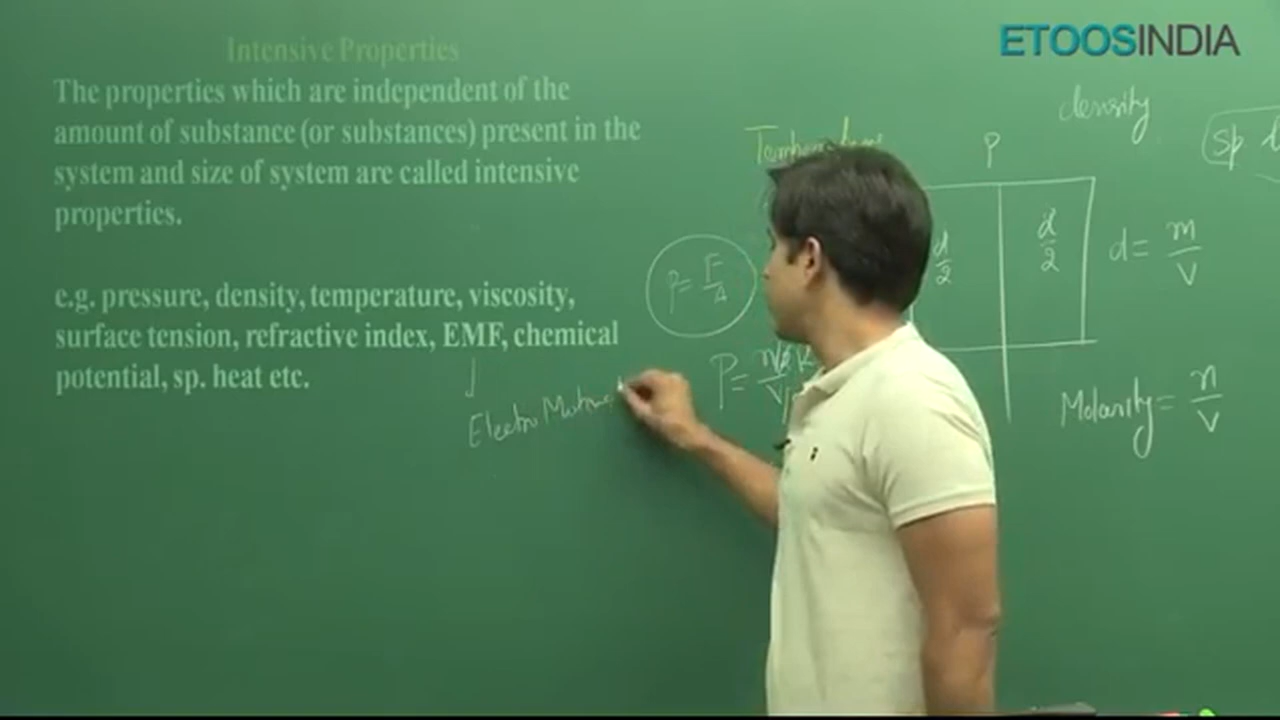 ETOOSINDIA
Intensive Properties
The properties which are independent of the
amount of substance (or substances) present in the
system and size of system are called intensive
properties.
e.g. pressure, density, temperature, viscosity,
surface tension, refractive index, EMF, chemical
potential, sp. heat etc.
Electro Motive
density
P
Sp
P = F/A
d/2
d/2
d = m/V
P =
Molarity = n/V